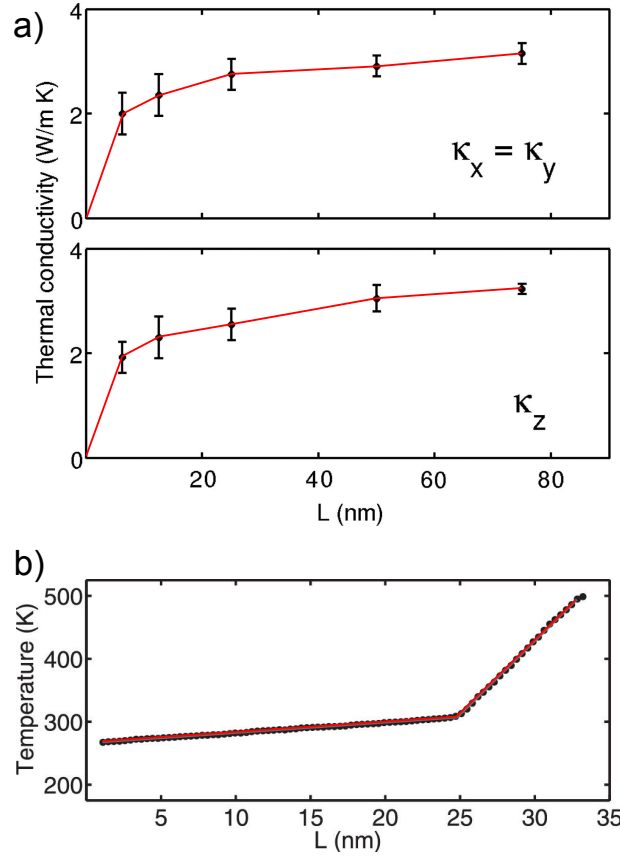 a)
Thermal conductivity (W/m K)
4
2
0
κx = κy
4
2
0
κz
20 40 60 80
L (nm)
b)
Temperature (K)
500
400
300
200
5 10 15 20 25 30 35
L (nm)